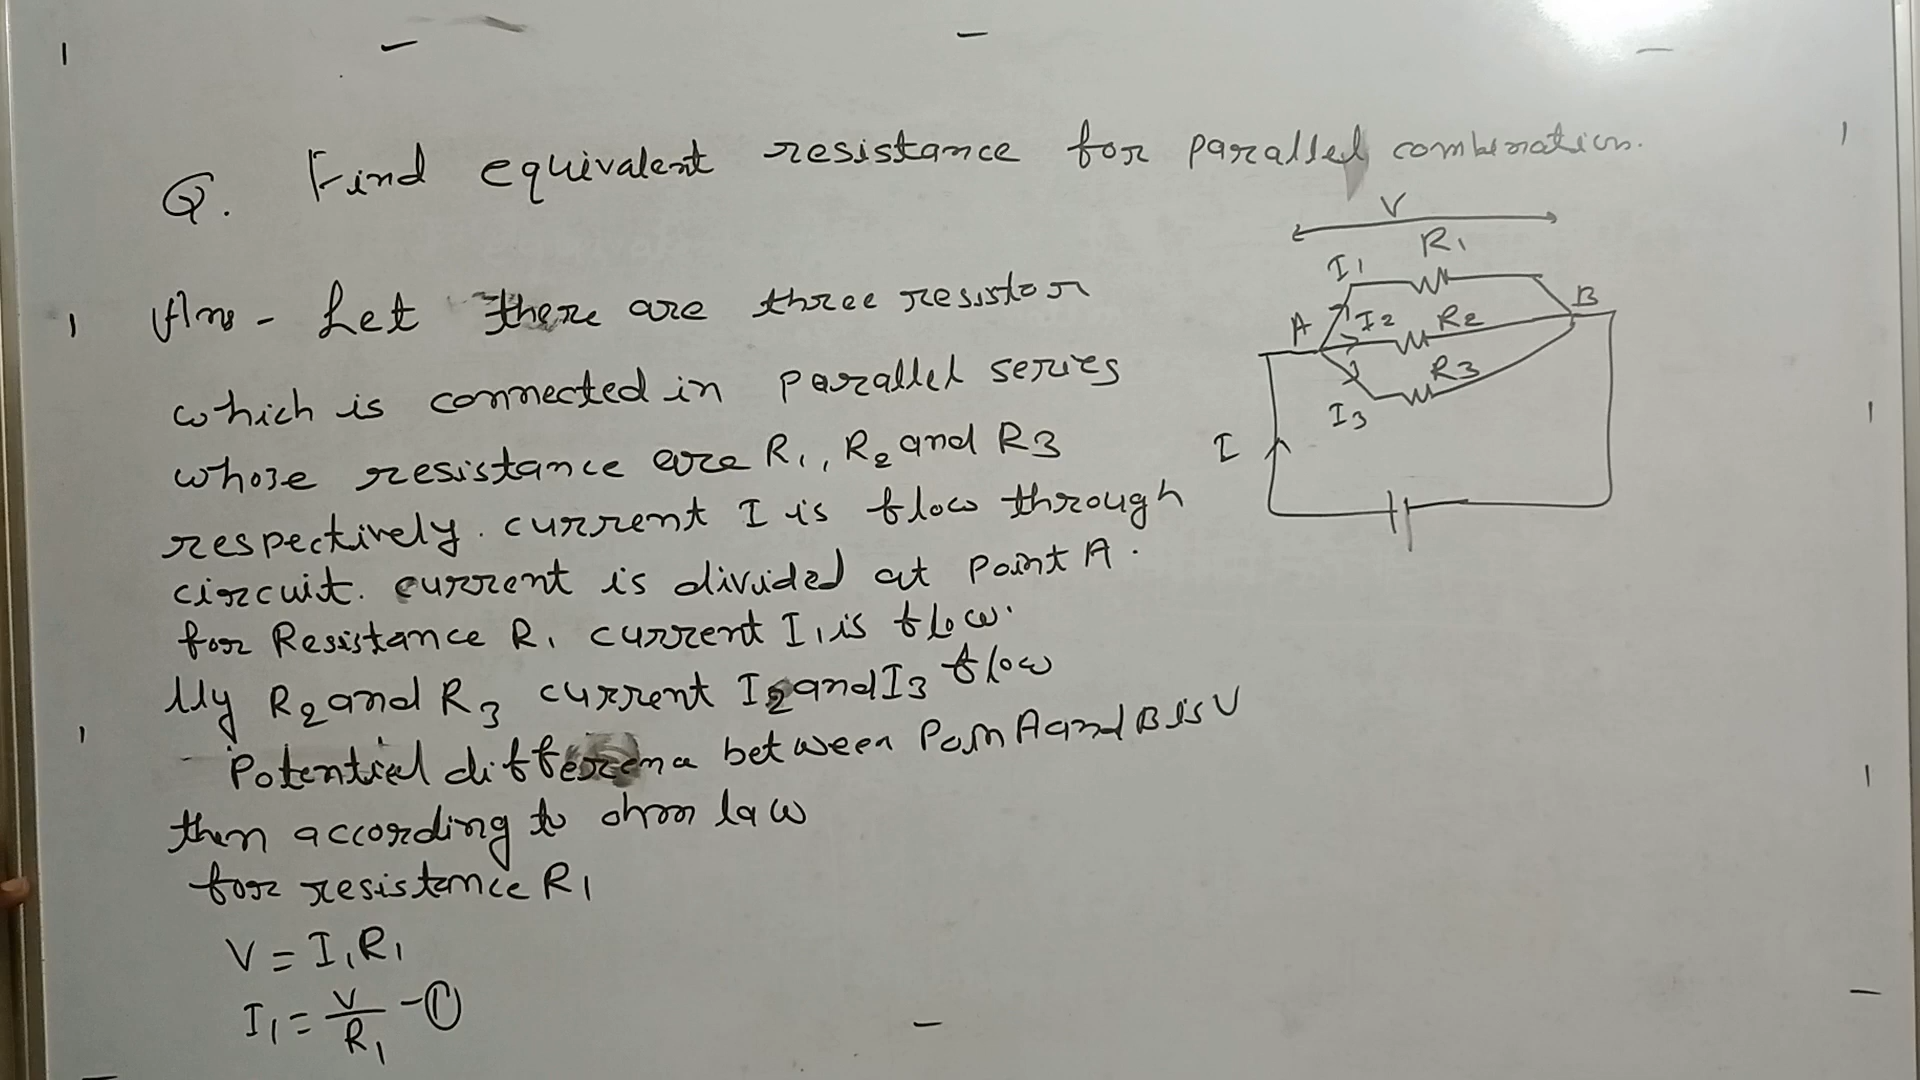 Q. Find equivalent resistance for parallel combination.
V
R1
I1
A
I2
R2
B
R3
I3
I
Ans - Let there are three resistor
which is connected in parallel series
whose resistance are R1, R2 and R3
respectively. current I is flow through
circuit. current is divided at point A.
for Resistance R1 current I1 is flow.
lly R2 and R3 current I2 and I3 flow
Potential between and B is V
then according to ohm law
for resistance R1
V = I1R1
I1 = V/R1 - ①